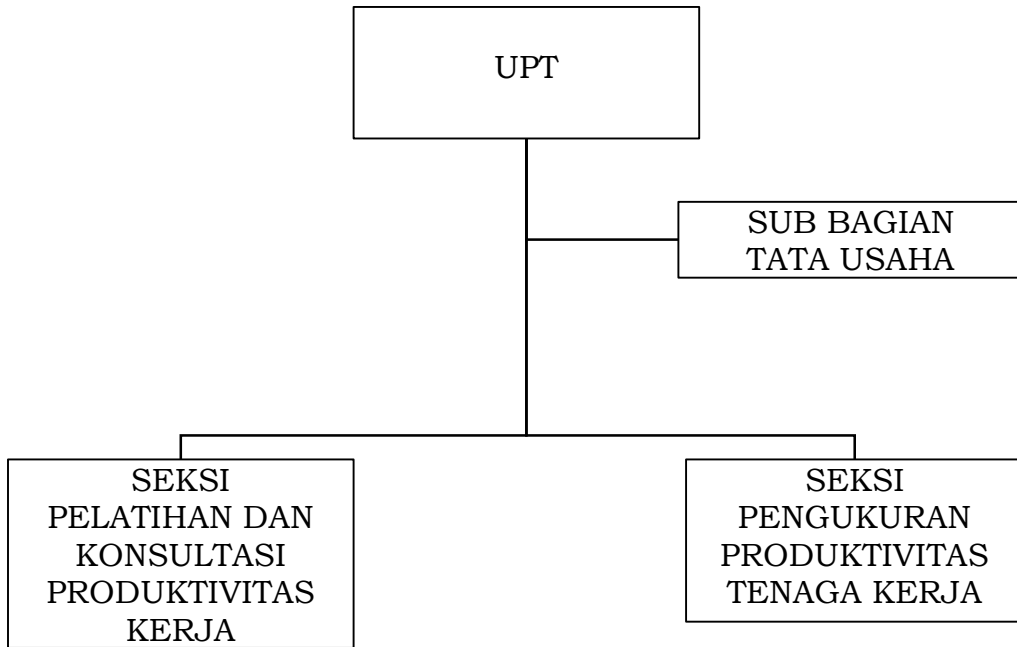 UPT
SUB BAGIAN
TATA USAHA
SEKSI
PELATIHAN DAN
KONSULTASI
PRODUKTIVITAS
KERJA
SEKSI
PENGUKURAN
PRODUKTIVITAS
TENAGA KERJA